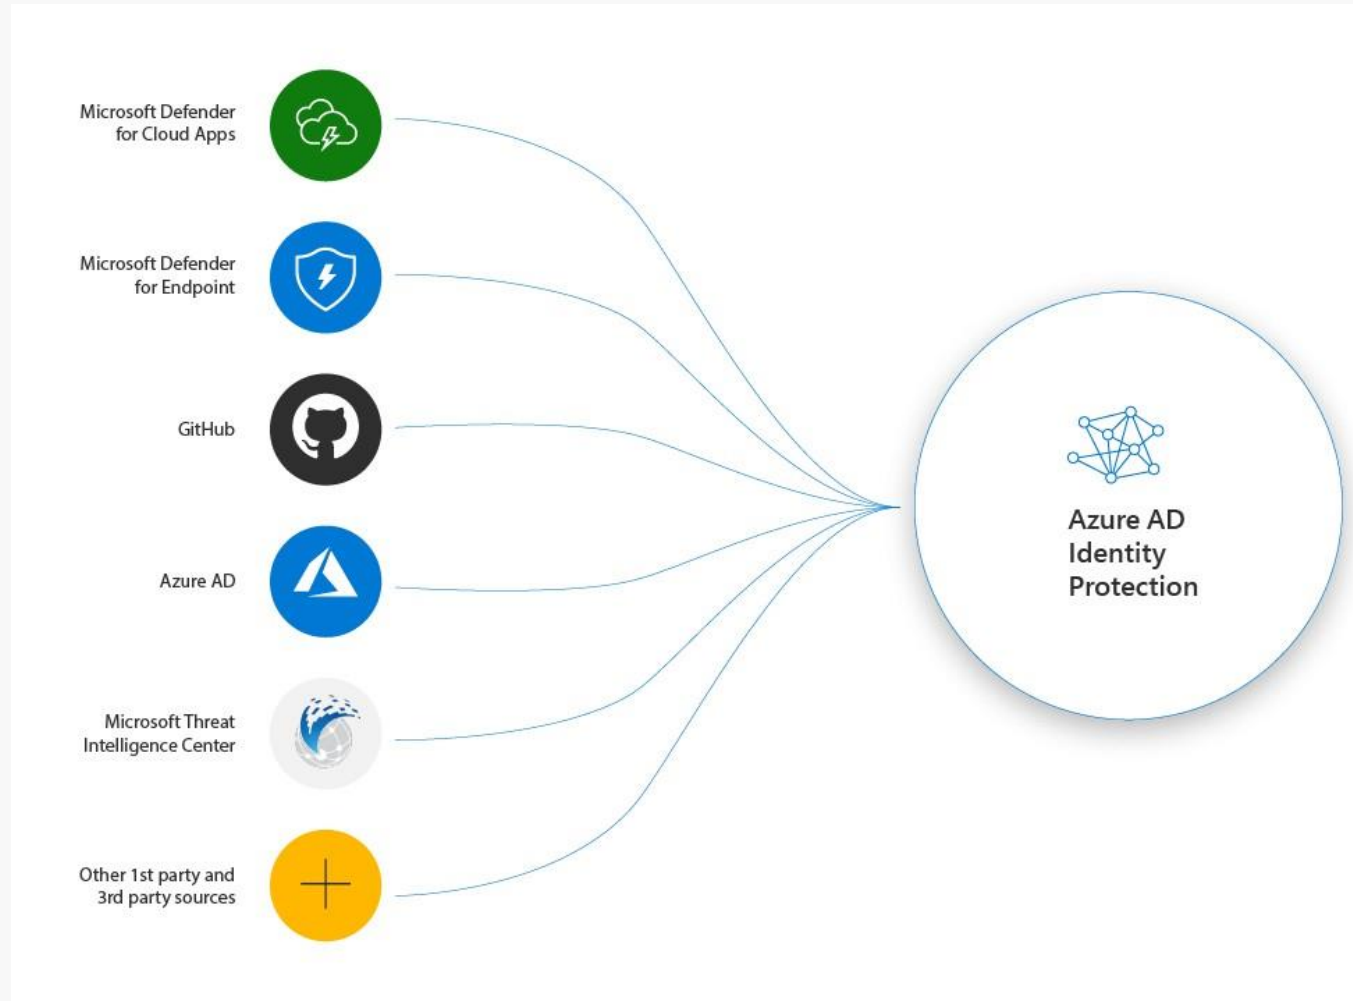 Microsoft Defender
for Cloud Apps
Microsoft Defender
for Endpoint
GitHub
Azure AD
Microsoft Threat
Intelligence Center
Other 1st party and
3rd party sources
Azure AD
Identity
Protection